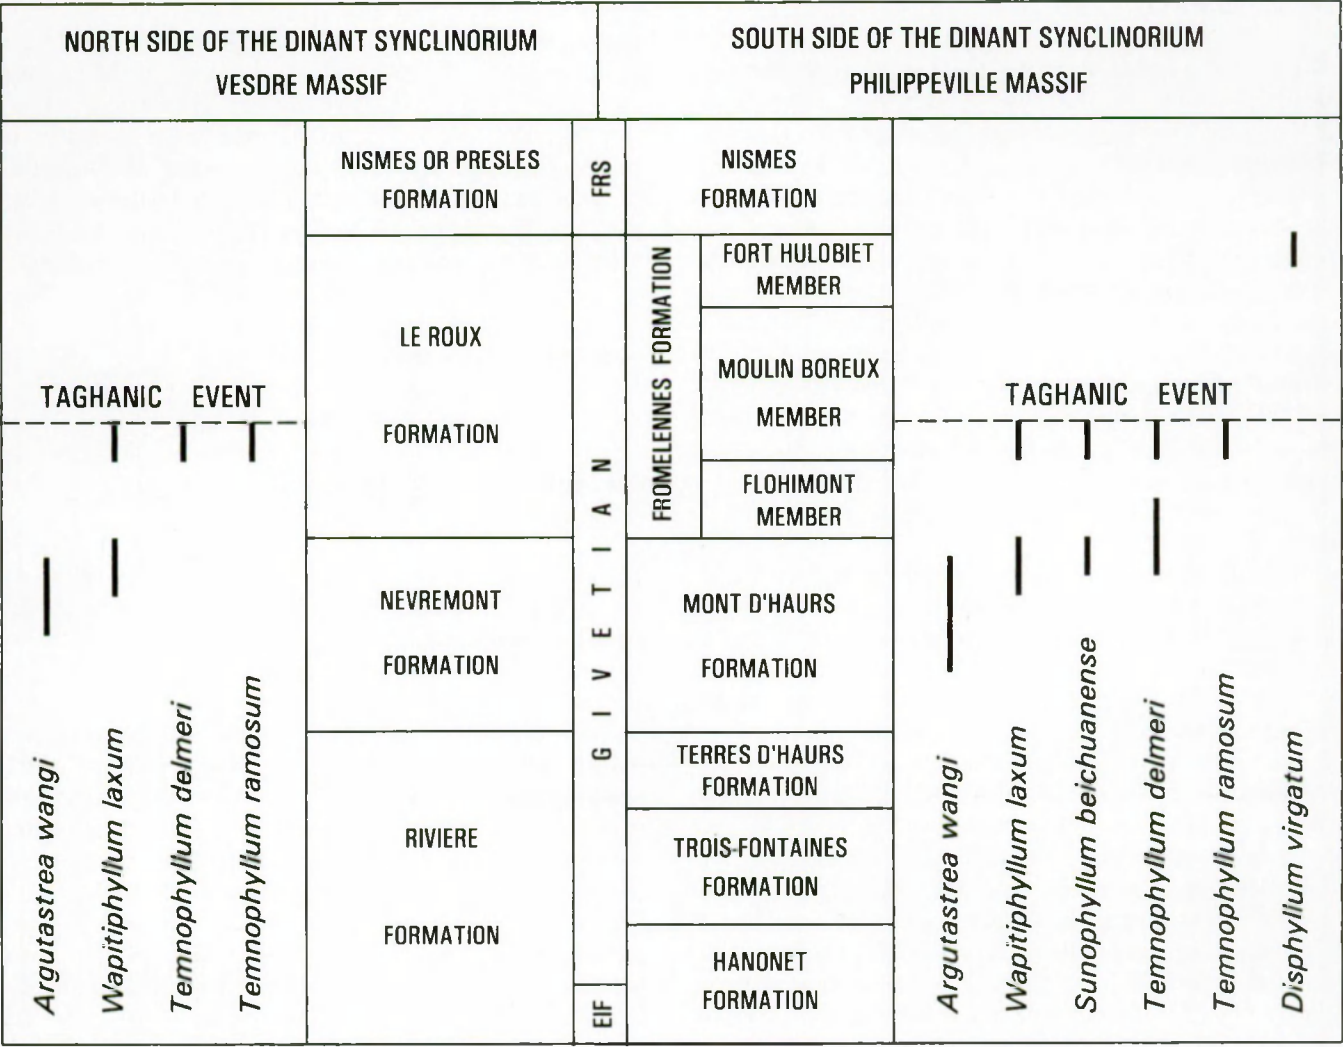 NORTH SIDE OF THE DINANT SYNCLINORIUM
VESDRE MASSIF
SOUTH SIDE OF THE DINANT SYNCLINORIUM
PHILIPPEVILLE MASSIF
TAGHANIC EVENT
Argutastrea wangi
Wapitiphyllum laxum
Temnophyllum delmeri
Temnophyllum ramosum
NISMES OR PRESLES
FORMATION
LE ROUX
FORMATION
NEVREMONT
FORMATION
RIVIERE
FORMATION
FRS
GIVETIAN
EIF
NISMES
FORMATION
FROMELENNES FORMATION
FORT HULOBIET
MEMBER
MOULIN BOREUX
MEMBER
FLOHIMONT
MEMBER
MONT D'HAURS
FORMATION
TERRES D'HAURS
FORMATION
TROIS-FONTAINES
FORMATION
HANONET
FORMATION
TAGHANIC EVENT
Argutastrea wangi
Wapitiphyllum laxum
Sunophyllum beichuanense
Temnophyllum delmeri
Temnophyllum ramosum
Disphyllum virgatum